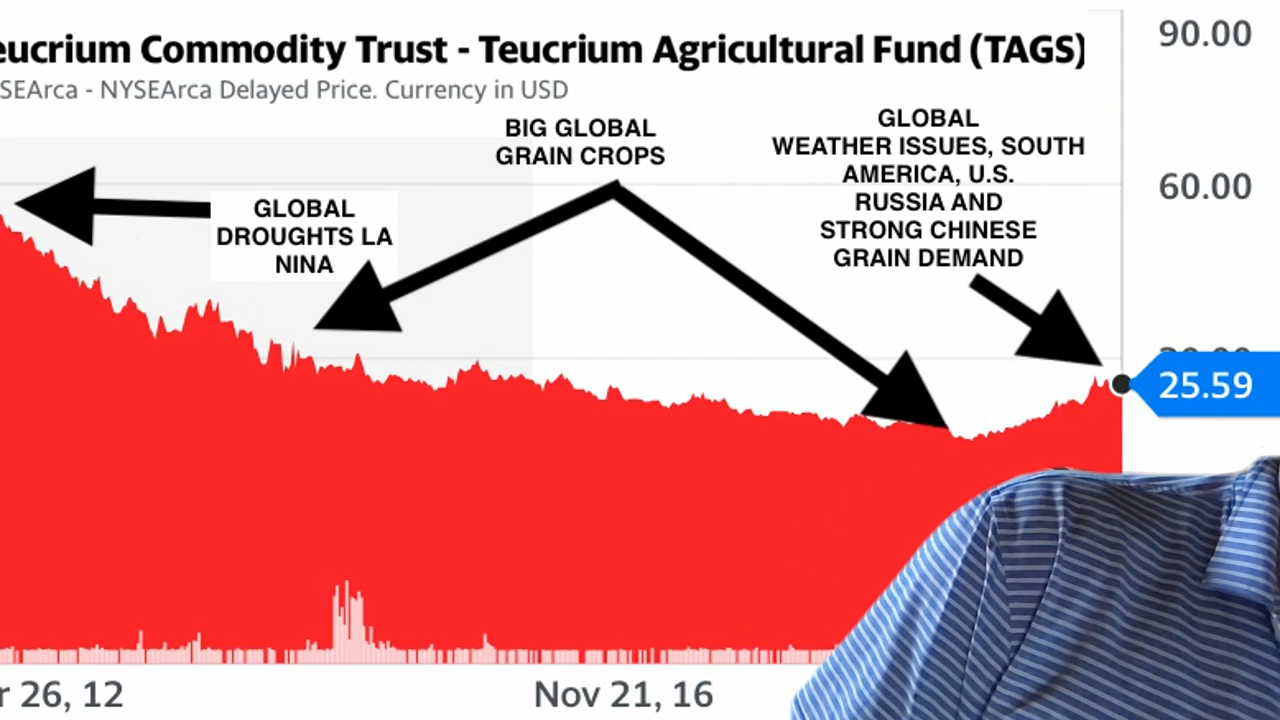 eucrium Commodity Trust - Teucrium Agricultural Fund (TAGS)
SEArca - NYSEArca Delayed Price. Currency in USD
90.00
60.00
25.59
GLOBAL
DROUGHTS LA
NINA
BIG GLOBAL
GRAIN CROPS
GLOBAL
WEATHER ISSUES, SOUTH
AMERICA, U.S.
RUSSIA AND
STRONG CHINESE
GRAIN DEMAND
r 26, 12
Nov 21, 16